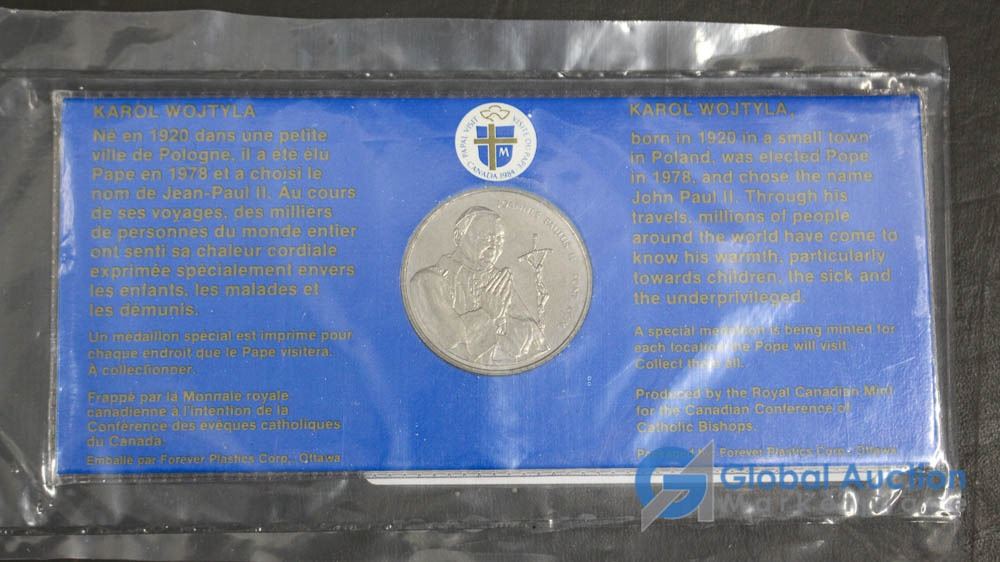 KAROL WOJTYLA
Né en 1920 dans une petite
ville de Pologne, il a été élu
Pape en 1978 et a choisi le
nom de Jean-Paul II. Au cours
de ses voyages, des milliers
de personnes du monde entier
ont senti sa chaleur cordiale
exprimée spécialement envers
les enfants, les malades et
les démunis.
Un médaillon spécial est imprimé pour
chaque endroit que le Pape visitera.
À collectionner.
Frappé par la Monnaie royale
canadienne à l'intention de la
Conférence des évêques catholiques
du Canada.
Emballé par Forever Plastics Corp., Ottawa
PAPAL VISIT VISITE DU PAPE
M
CANADA 1984
KAROL WOJTYLA,
born in 1920 in a small town
in Poland, was elected Pope
in 1978, and chose the name
John Paul II. Through his
travels, millions of people
around the world have come to
know his warmth, particularly
towards children, the sick and
the underprivileged.
A special medallion is being minted for
each location the Pope will visit.
Collect them all.
Produced by the Royal Canadian Mint
for the Canadian Conference of
Catholic Bishops.
Packaged by Forever Plastics Corp., Ottawa
Global Auction